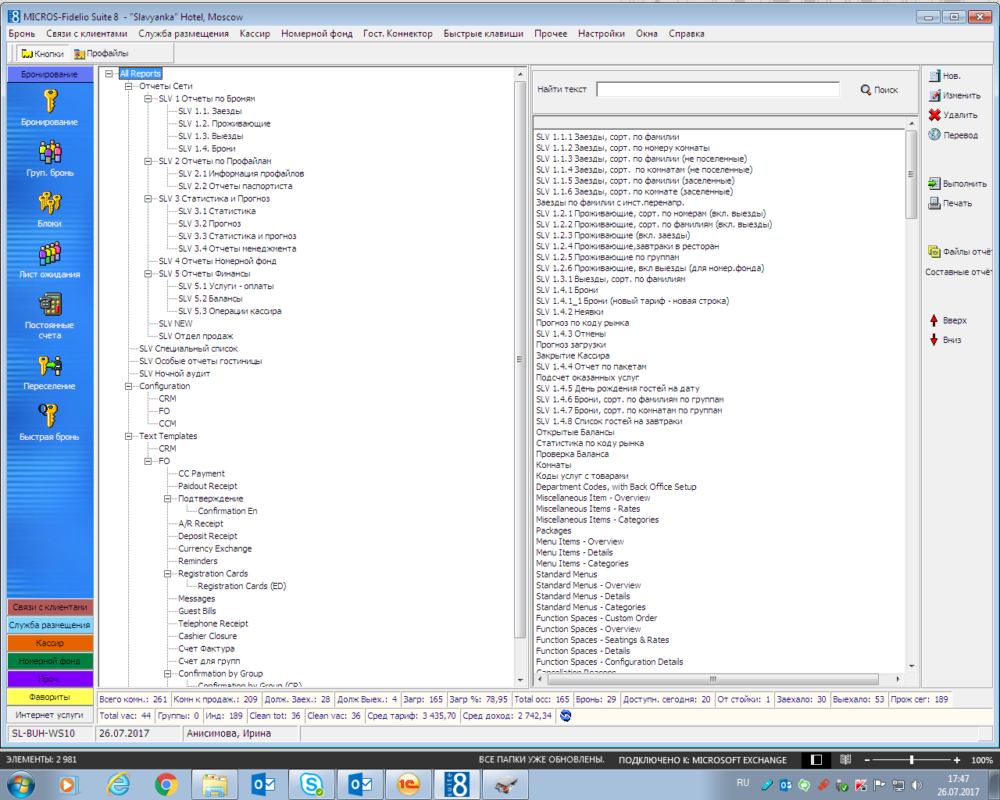 MICROS-Fidelio Suite 8 - "Slavyanka" Hotel, Moscow
Бронь Связи с клиентами Служба размещения Кассир Номерной фонд Гост. Коннектор Быстрые клавиши Прочее Настройки Окна Справка
Кнопки Профайлы
Бронирование
Бронирование
Груп. бронь
Блоки
Лист ожидания
Постоянные
счета
Переселение
Быстрая бронь
Связи с клиентами
Служба размещения
Кассир
Номерной фонд
Проч.
Фавориты
Интернет услуги
All Reports
Отчеты Сети
SLV 1 Отчеты по Броням
SLV 1.1. Заезды
SLV 1.2. Проживающие
SLV 1.3. Выезды
SLV 1.4. Брони
SLV 2 Отчеты по Профайлам
SLV 2.1 Информация профайлов
SLV 2.2 Отчеты паспортиста
SLV 3 Статистика и Прогноз
SLV 3.1 Статистика
SLV 3.2 Прогноз
SLV 3.3 Статистика и прогноз
SLV 3.4 Отчеты менеджмента
SLV 4 Отчеты Номерной фонд
SLV 5 Отчеты Финансы
SLV 5.1 Услуги - оплаты
SLV 5.2 Балансы
SLV 5.3 Операции кассира
SLV NEW
SLV Отдел продаж
SLV Специальный список
SLV Особые отчеты гостиницы
SLV Ночной аудит
Configuration
CRM
FO
CCM
Text Templates
CRM
FO
CC Payment
Paidout Receipt
Подтверждение
Confirmation En
A/R Receipt
Deposit Receipt
Currency Exchange
Reminders
Registration Cards
Registration Cards (ED)
Messages
Guest Bills
Telephone Receipt
Cashier Closure
Счет Фактура
Счет для групп
Confirmation by Group
Confirmation by Group (CR)
Найти текст Поиск
SLV 1.1.1 Заезды, сорт. по фамилии
SLV 1.1.2 Заезды, сорт. по номеру комнаты
SLV 1.1.3 Заезды, сорт. по фамилии (не поселенные)
SLV 1.1.4 Заезды, сорт. по комнатам (не поселенные)
SLV 1.1.5 Заезды, сорт. по фамилии (заселенные)
SLV 1.1.6 Заезды, сорт. по комнате (заселенные)
Заезды по фамилии с инст.перенапр.
SLV 1.2.1 Проживающие, сорт. по номерам (вкл. выезды)
SLV 1.2.2 Проживающие, сорт. по фамилиям (вкл. выезды)
SLV 1.2.3 Проживающие (вкл. заезды)
SLV 1.2.4 Проживающие,завтраки в ресторан
SLV 1.2.5 Проживающие по группам
SLV 1.2.6 Проживающие, вкл выезды (для номер.фонда)
SLV 1.3.1 Выезды, сорт. по фамилиям
SLV 1.4.1 Брони
SLV 1.4.1_1 Брони (новый тариф - новая строка)
SLV 1.4.2 Неявки
Прогноз по коду рынка
SLV 1.4.3 Отмены
Прогноз загрузки
Закрытие Кассира
SLV 1.4.4 Отчет по пакетам
Подсчет оказанных услуг
SLV 1.4.5 День рождения гостей на дату
SLV 1.4.6 Брони, сорт. по фамилиям по группам
SLV 1.4.7 Брони, сорт. по комнатам по группам
SLV 1.4.8 Список гостей на завтраки
Открытые Балансы
Статистика по коду рынка
Проверка Баланса
Комнаты
Коды услуг с товарами
Department Codes, with Back Office Setup
Miscellaneous Item - Overview
Miscellaneous Items - Rates
Miscellaneous Items - Categories
Packages
Menu Items - Overview
Menu Items - Details
Menu Items - Categories
Standard Menus
Standard Menus - Overview
Standard Menus - Details
Standard Menus - Categories
Function Spaces - Custom Order
Function Spaces - Overview
Function Spaces - Seatings & Rates
Function Spaces - Details
Function Spaces - Configuration Details
Cancellation Reasons
Нов.
Изменить
Удалить
Перевод
Выполнить
Печать
Файлы отчёт
Составные отчёт
Вверх
Вниз
Всего комн.: 261 Комн к продаж.: 209 Долж. Заех.: 28 Долж Выех.: 4 Загр: 165 Загр %: 78,95 Total occ: 165 Бронь: 29 Доступн. сегодня: 20 От стойки: 1 Заехало: 30 Выехало: 53 Прож сег: 189
Total vac: 44 Группы: 0 Инд: 189 Clean tot: 36 Clean vac: 36 Сред тариф: 3 435,70 Сред доход: 2 742,34
SL-BUH-WS10 26.07.2017 Анисимова, Ирина
ЭЛЕМЕНТЫ: 2 981 ВСЕ ПАПКИ УЖЕ ОБНОВЛЕНЫ. ПОДКЛЮЧЕНО К: MICROSOFT EXCHANGE 100%
RU 17:47
26.07.2017